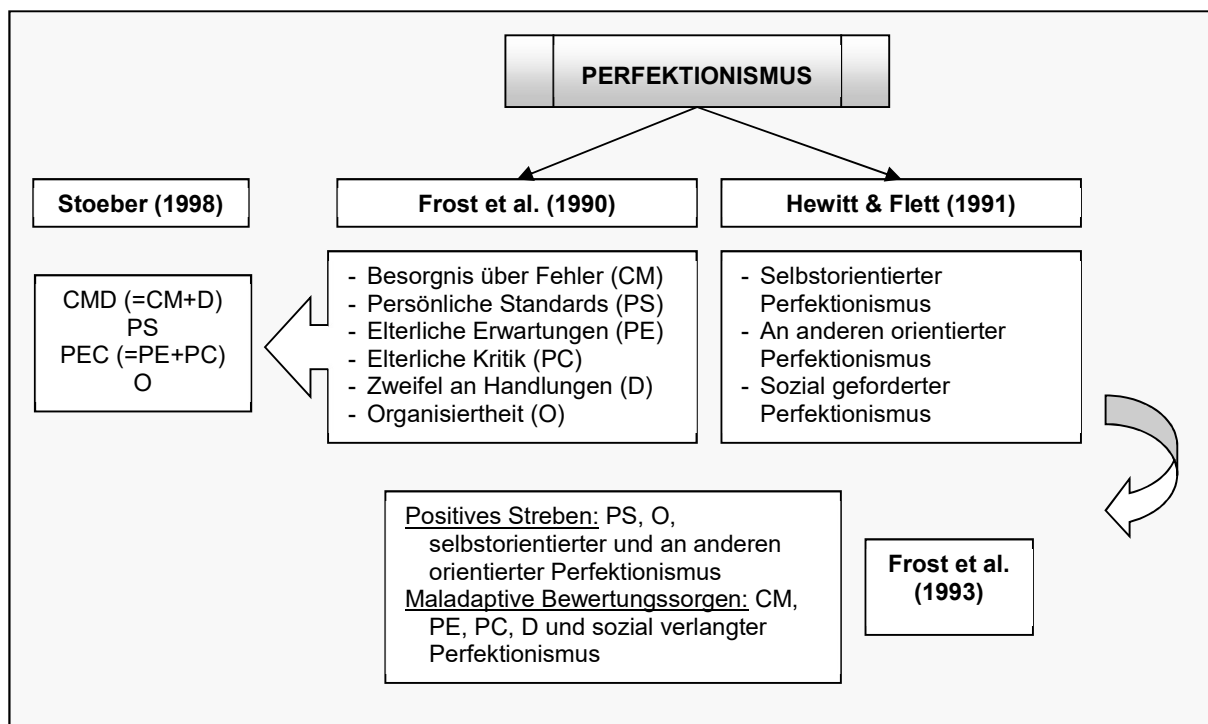 PERFEKTIONISMUS
Stoeber (1998)
CMD (=CM+D)
PS
PEC (=PE+PC)
O
Frost et al. (1990)
- Besorgnis über Fehler (CM)
- Persönliche Standards (PS)
- Elterliche Erwartungen (PE)
- Elterliche Kritik (PC)
- Zweifel an Handlungen (D)
- Organisiertheit (O)
Hewitt & Flett (1991)
- Selbstorientierter
Perfektionismus
- An anderen orientierter
Perfektionismus
- Sozial geforderter
Perfektionismus
Positives Streben: PS, O,
selbstorientierter und an anderen
orientierter Perfektionismus
Maladaptive Bewertungssorgen: CM,
PE, PC, D und sozial verlangter
Perfektionismus
Frost et al.
(1993)